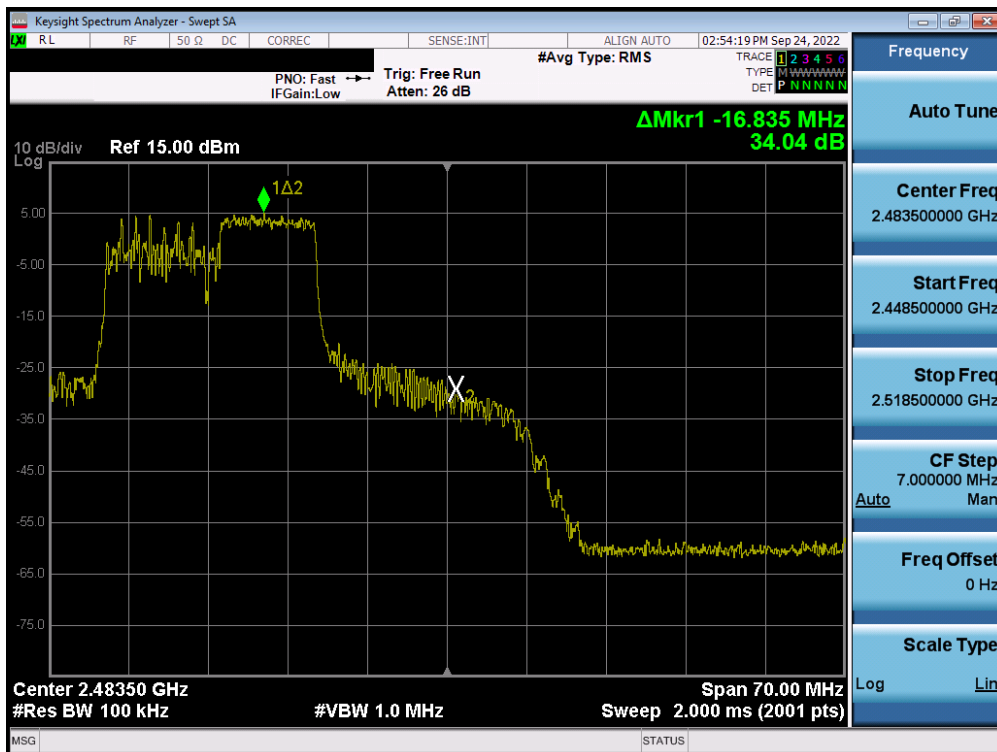 Keysight Spectrum Analyzer - Swept SA
LXI RL RF 50 Ω DC CORREC SENSE:INT ALIGN AUTO 02:54:19 PM Sep 24, 2022
Frequency
PNO: Fast
IFGain:Low
Trig: Free Run
Atten: 26 dB
#Avg Type: RMS
TRACE 1 2 3 4 5 6
TYPE M WWWWW
DET P N N N N N
Auto Tune
ΔMkr1 -16.835 MHz
34.04 dB
10 dB/div Ref 15.00 dBm
Log
1Δ2
5.00
-5.00
-15.0
-25.0
-35.0
-45.0
-55.0
-65.0
-75.0
X2
Center Freq
2.483500000 GHz
Start Freq
2.448500000 GHz
Stop Freq
2.518500000 GHz
CF Step
7.000000 MHz
Auto Man
Freq Offset
0 Hz
Scale Type
Log Lin
Center 2.48350 GHz Span 70.00 MHz
#Res BW 100 kHz #VBW 1.0 MHz Sweep 2.000 ms (2001 pts)
MSG STATUS